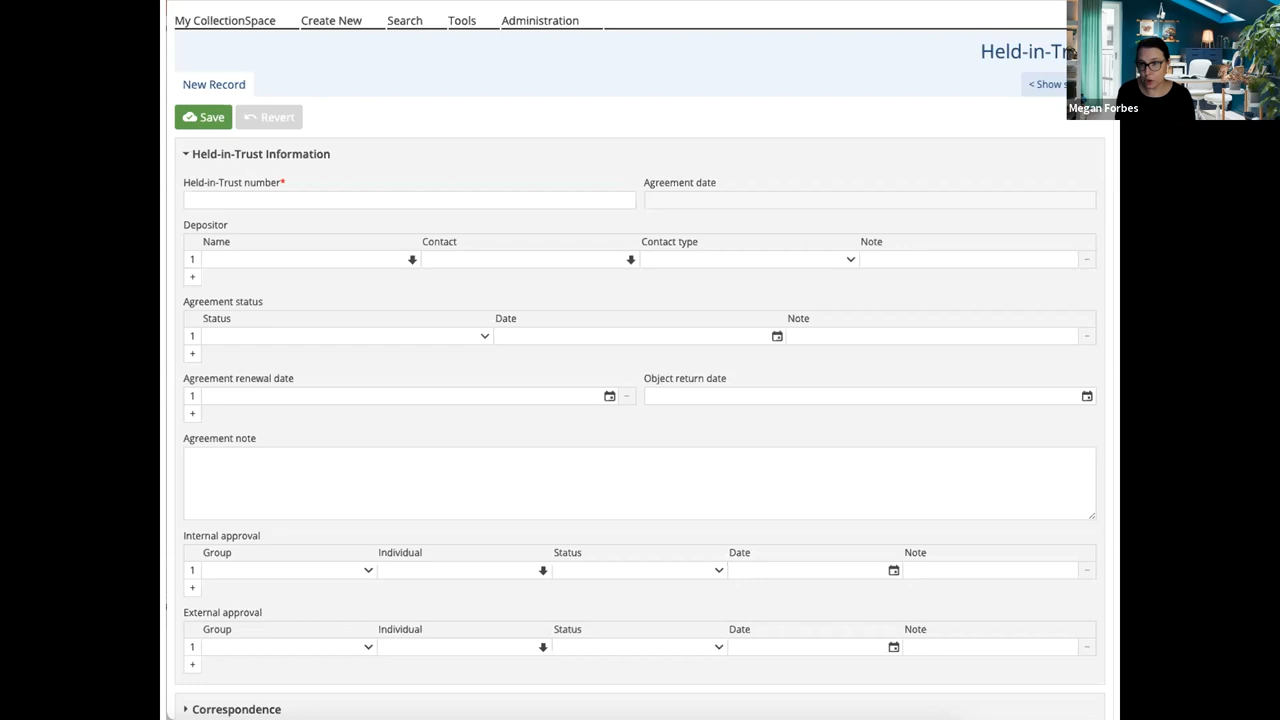 My CollectionSpace Create New Search Tools Administration
Held-in-Tr
New Record < Show s
Megan Forbes
Save Revert
Held-in-Trust Information
Held-in-Trust number* Agreement date
Depositor
Name Contact Contact type Note
1
+
Agreement status
Status Date Note
1
+
Agreement renewal date Object return date
1
+
Agreement note
Internal approval
Group Individual Status Date Note
1
+
External approval
Group Individual Status Date Note
1
+
Correspondence